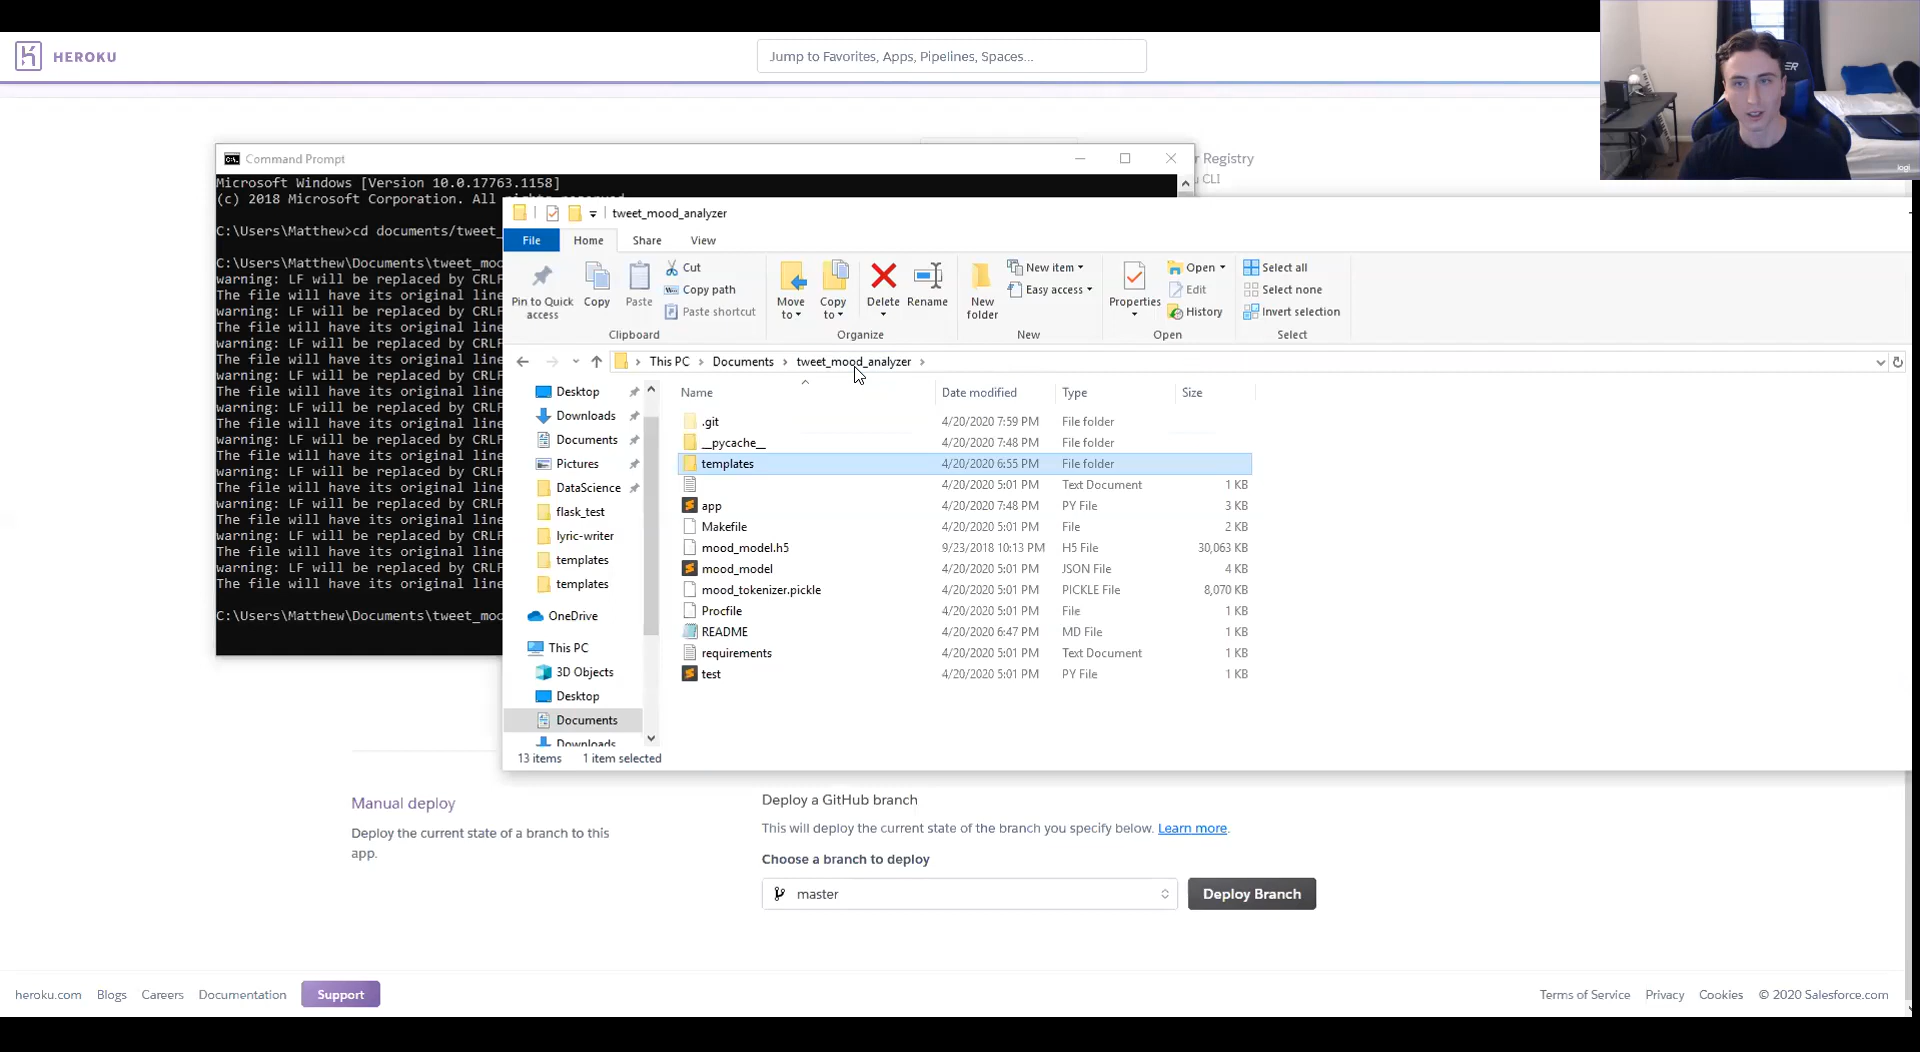 HEROKU
Jump to Favorites, Apps, Pipelines, Spaces...
r Registry
u CLI
logi
Command Prompt
Microsoft Windows [Version 10.0.17763.1158]
(c) 2018 Microsoft Corporation. All
C:\Users\Matthew>cd documents/tweet_
C:\Users\Matthew\Documents\tweet_moo
warning: LF will be replaced by CRLF
The file will have its original line
warning: LF will be replaced by CRLF
The file will have its original line
warning: LF will be replaced by CRLF
The file will have its original line
warning: LF will be replaced by CRLF
The file will have its original line
warning: LF will be replaced by CRLF
The file will have its original line
warning: LF will be replaced by CRLF
The file will have its original line
warning: LF will be replaced by CRLF
The file will have its original line
warning: LF will be replaced by CRLF
The file will have its original line
warning: LF will be replaced by CRLF
The file will have its original line
warning: LF will be replaced by CRLF
The file will have its original line
C:\Users\Matthew\Documents\tweet_moo
tweet_mood_analyzer
File Home Share View
Pin to Quick access
Copy
Paste
Cut
Copy path
Paste shortcut
Clipboard
Move to
Copy to
Delete
Rename
Organize
New folder
New item
Easy access
New
Properties
Open
Edit
History
Open
Select all
Select none
Invert selection
Select
This PC > Documents > tweet_mood_analyzer >
Desktop
Downloads
Documents
Pictures
DataScience
flask_test
lyric-writer
templates
templates
OneDrive
This PC
3D Objects
Desktop
Documents
Downloads
Name Date modified Type Size
.git 4/20/2020 7:59 PM File folder
__pycache__ 4/20/2020 7:48 PM File folder
templates 4/20/2020 6:55 PM File folder
4/20/2020 5:01 PM Text Document 1 KB
app 4/20/2020 7:48 PM PY File 3 KB
Makefile 4/20/2020 5:01 PM File 2 KB
mood_model.h5 9/23/2018 10:13 PM H5 File 30,063 KB
mood_model 4/20/2020 5:01 PM JSON File 4 KB
mood_tokenizer.pickle 4/20/2020 5:01 PM PICKLE File 8,070 KB
Procfile 4/20/2020 5:01 PM File 1 KB
README 4/20/2020 6:47 PM MD File 1 KB
requirements 4/20/2020 5:01 PM Text Document 1 KB
test 4/20/2020 5:01 PM PY File 1 KB
13 items 1 item selected
Manual deploy
Deploy the current state of a branch to this
app.
Deploy a GitHub branch
This will deploy the current state of the branch you specify below. Learn more.
Choose a branch to deploy
master
Deploy Branch
heroku.com Blogs Careers Documentation Support
Terms of Service Privacy Cookies © 2020 Salesforce.com